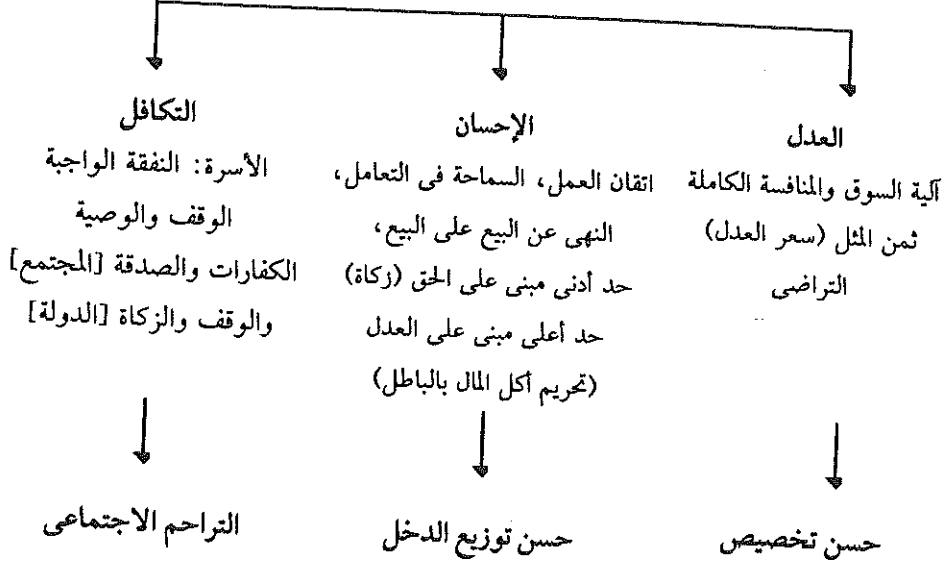 العدل
آلية السوق والمنافسة الكاملة
ثمن المثل (سعر العدل)
التراضى
حسن تخصيص
الإحسان
اتقان العمل، السماحة فى التعامل،
النهى عن البيع على البيع،
حد أدنى مبنى على الحق (زكاة)
حد أعلى مبنى على العدل
(تحريم أكل المال بالباطل)
حسن توزيع الدخل
التكافل
الأسرة: النفقة الواجبة
الوقف والوصية
الكفارات والصدقة [المجتمع]
والوقف والزكاة [الدولة]
التراحم الاجتماعى